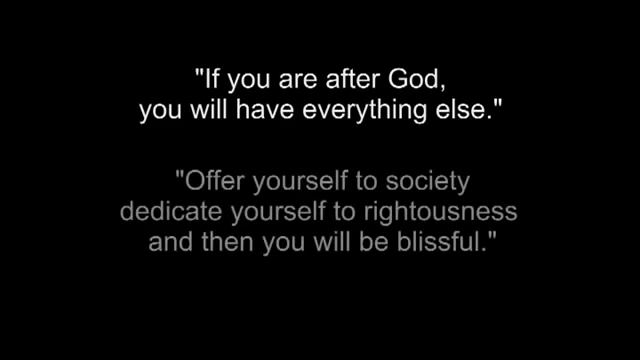 "If you are after God,
you will have everything else."
"Offer yourself to society
dedicate yourself to rightousness
and then you will be blissful."